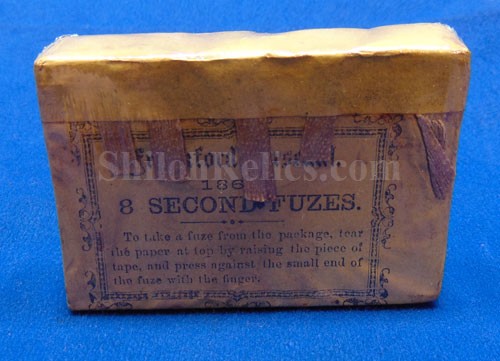 ShilohRelics.com
186
8 SECOND FUZES.
To take a fuze from the package, tear
the paper at top by raising the piece of
tape, and press against the small end of
the fuze with the finger.